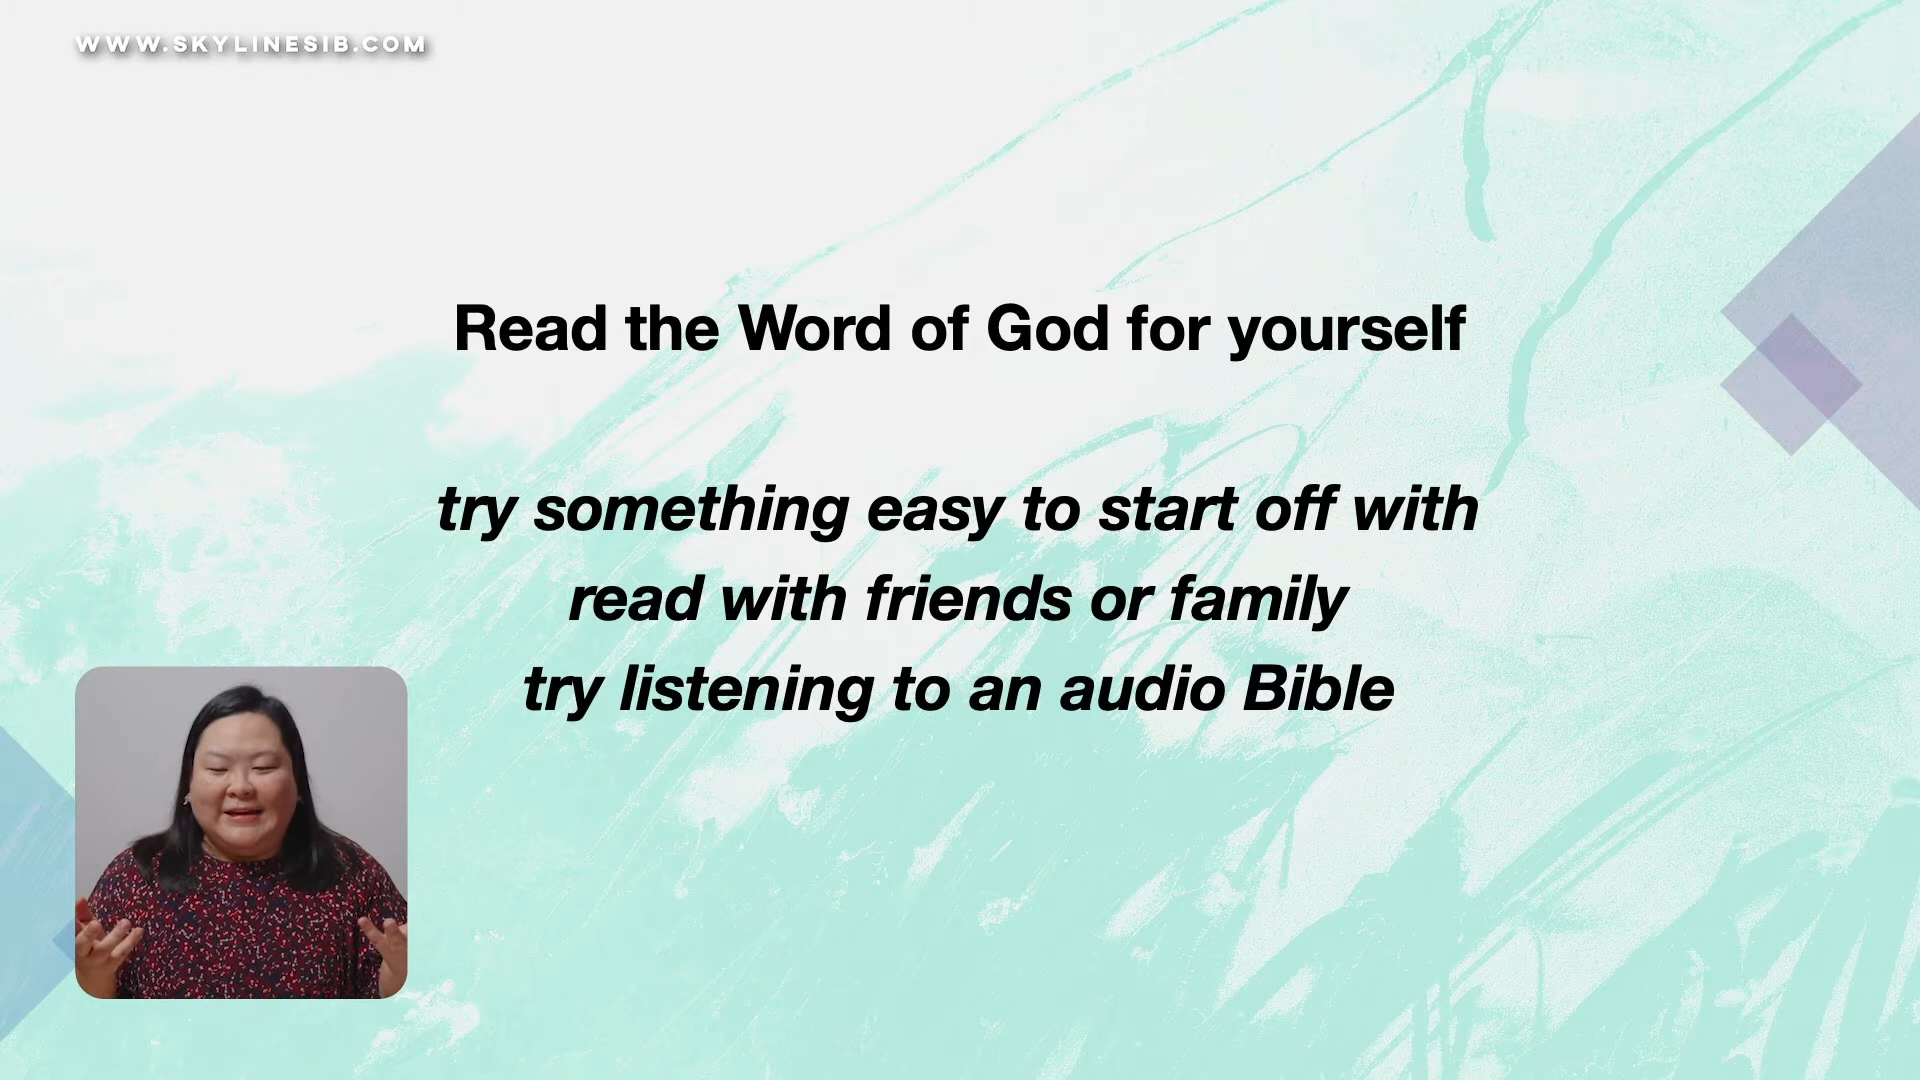 WWW.SKYLINESIB.COM
Read the Word of God for yourself
try something easy to start off with
read with friends or family
try listening to an audio Bible